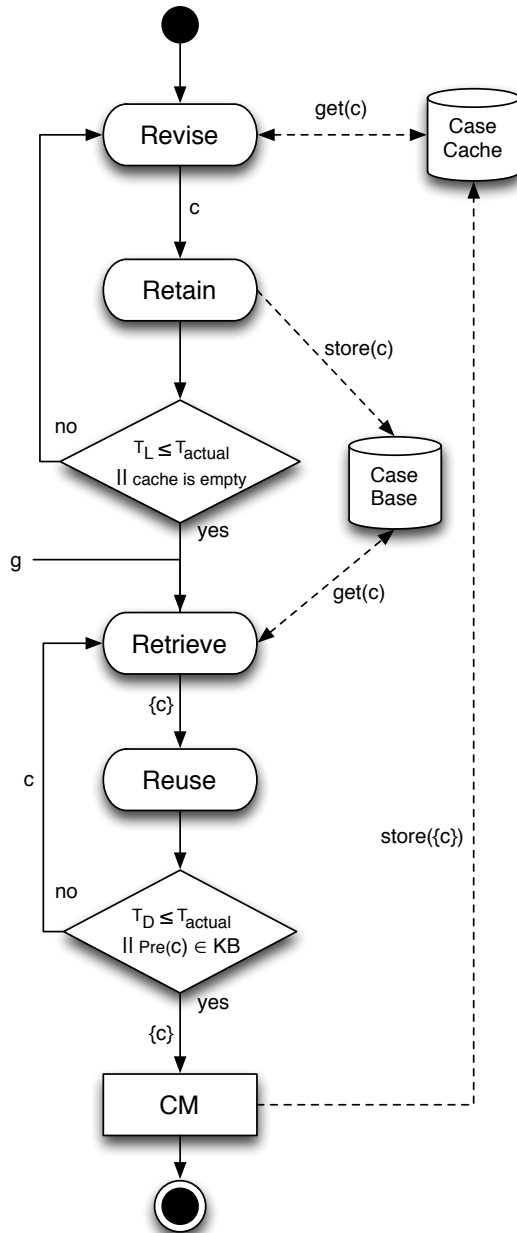 Revise
get(c)
Case
Cache
c
Retain
store(c)
no
T_L ≤ T_actual
|| cache is empty
Case
Base
yes
g
get(c)
Retrieve
{c}
c
Reuse
store({c})
no
T_D ≤ T_actual
|| Pre(c) ∈ KB
yes
{c}
CM